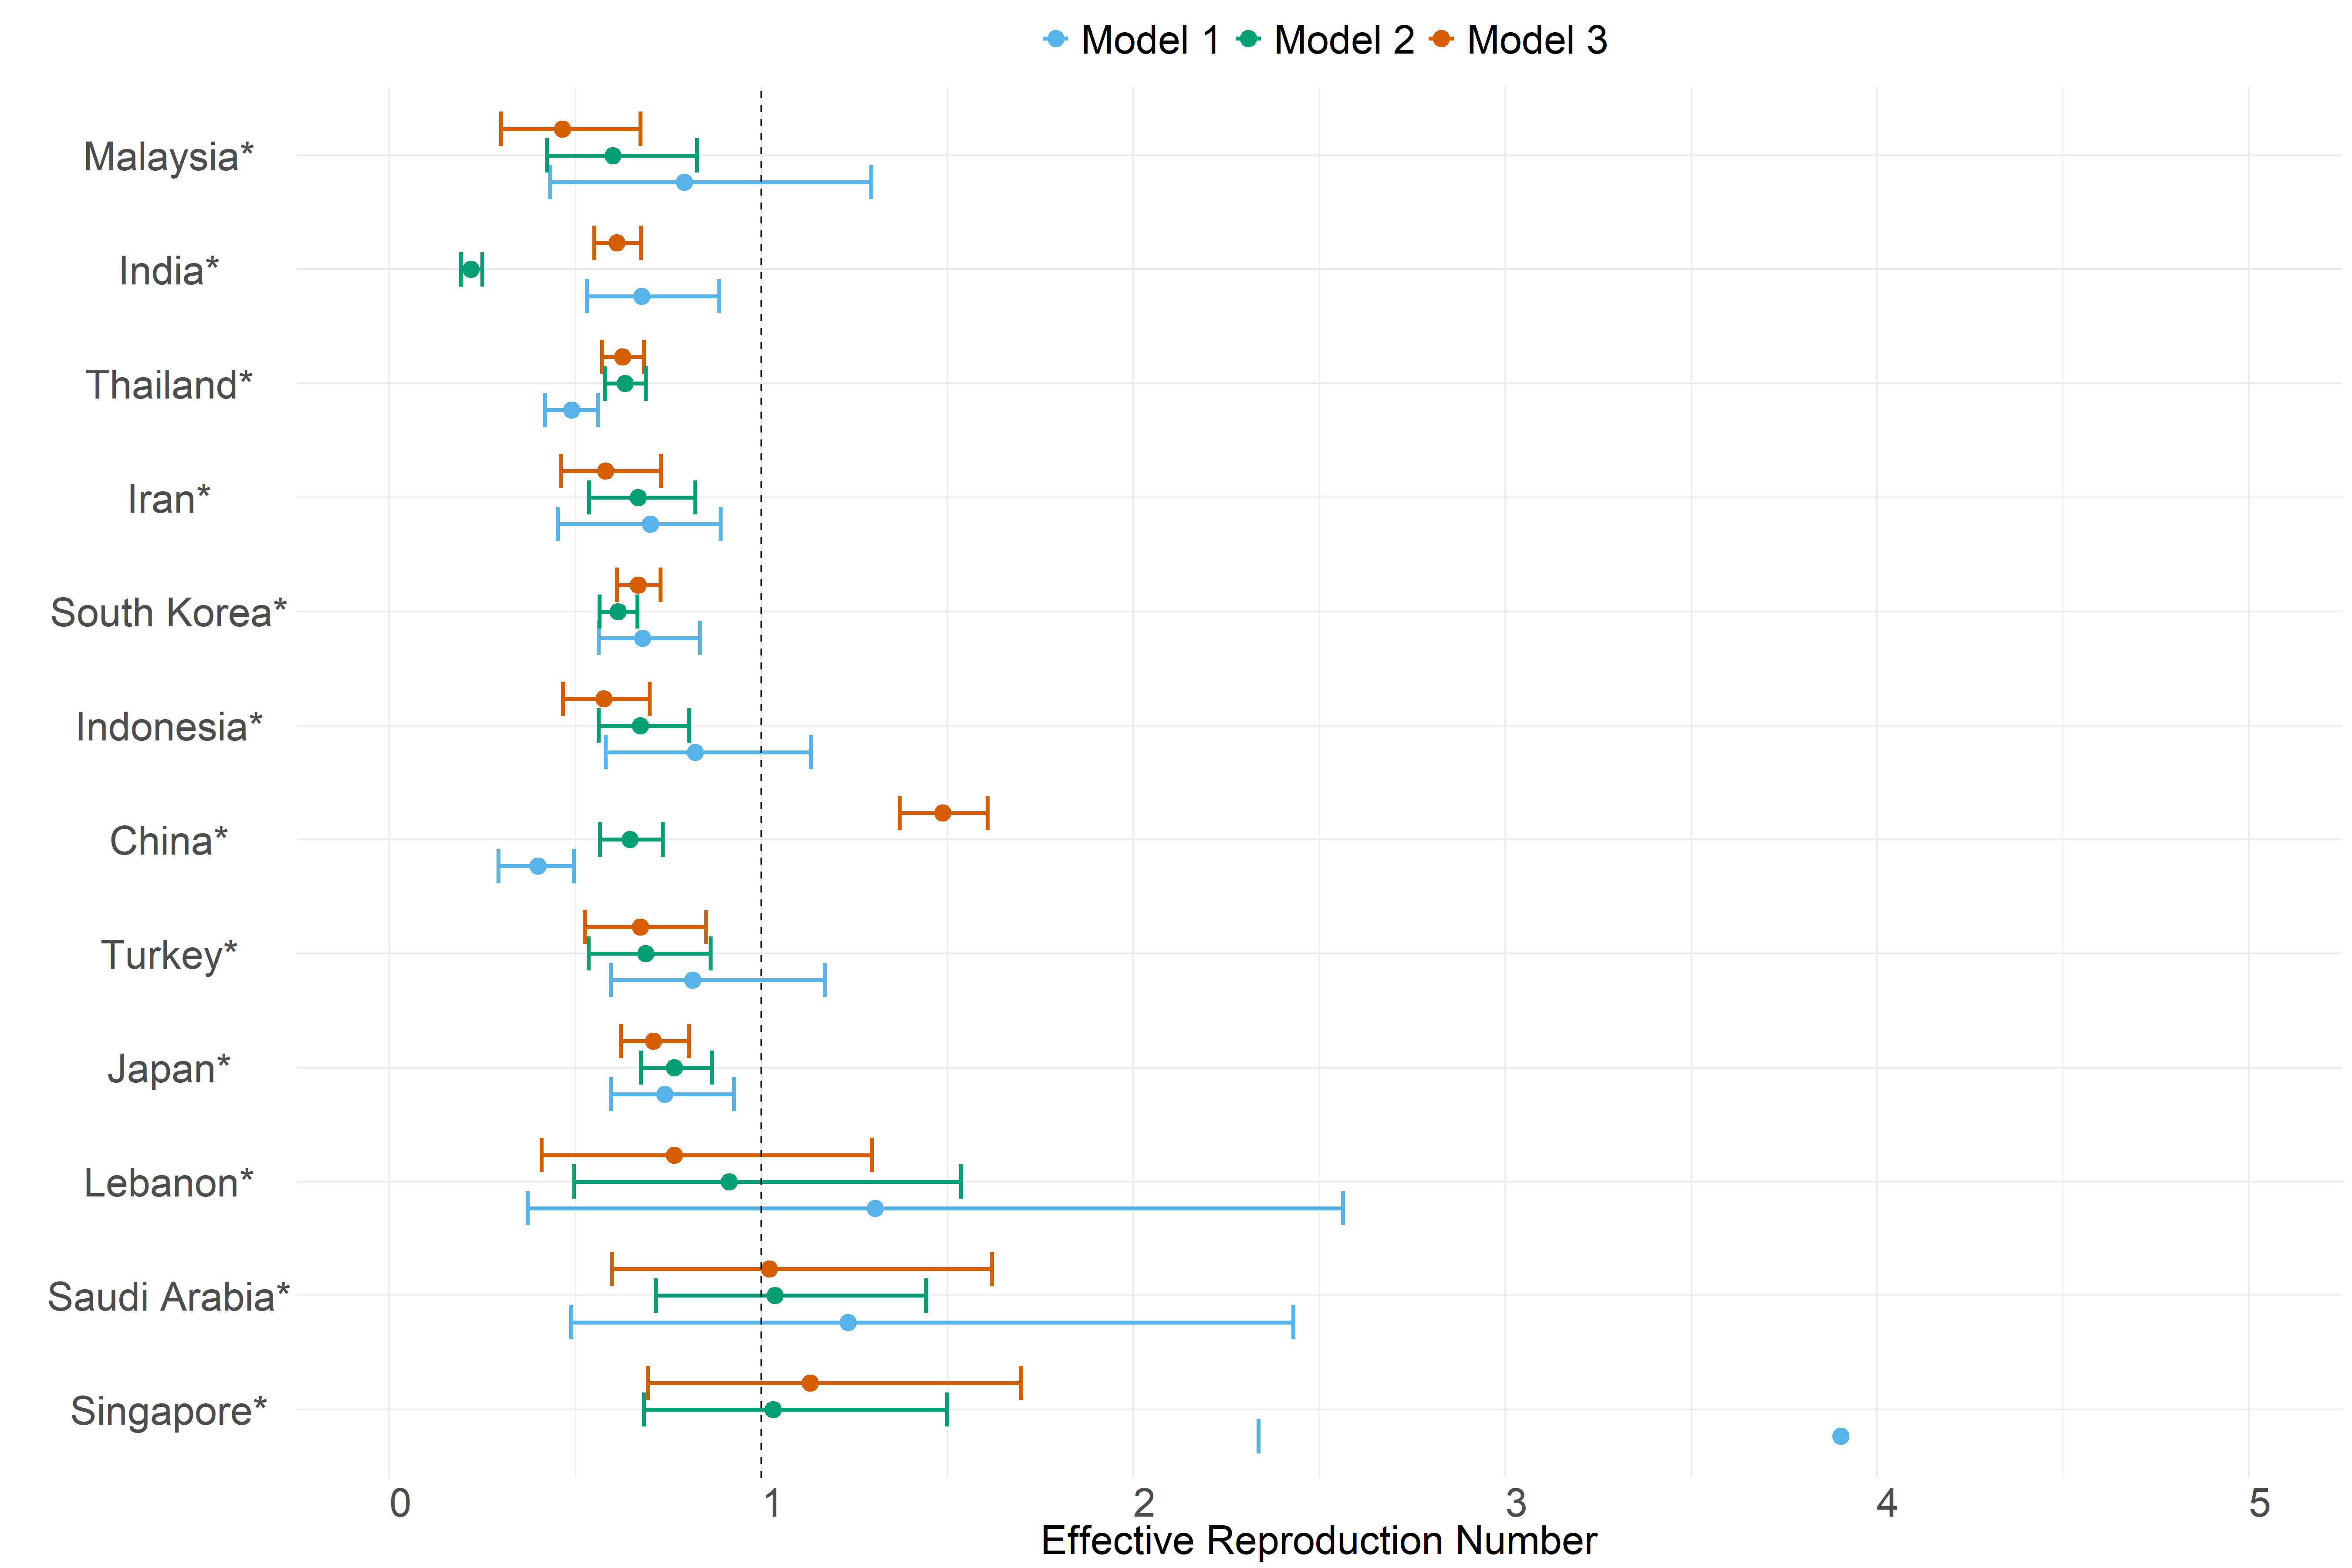 Model 1 Model 2 Model 3
Malaysia*
India*
Thailand*
Iran*
South Korea*
Indonesia*
China*
Turkey*
Japan*
Lebanon*
Saudi Arabia*
Singapore*
0 1 2 3 4 5
Effective Reproduction Number